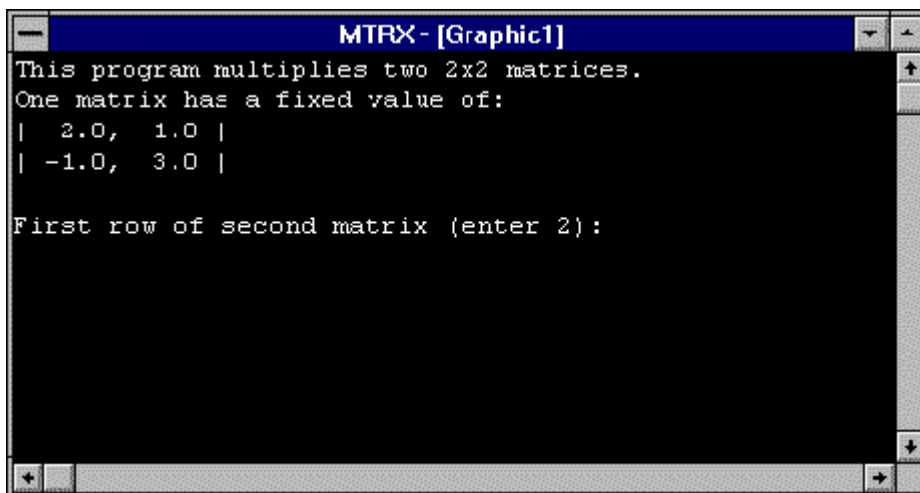 MTRX - [Graphic1]
This program multiplies two 2x2 matrices.
One matrix has a fixed value of:
|  2.0,  1.0 |
| -1.0,  3.0 |
First row of second matrix (enter 2):